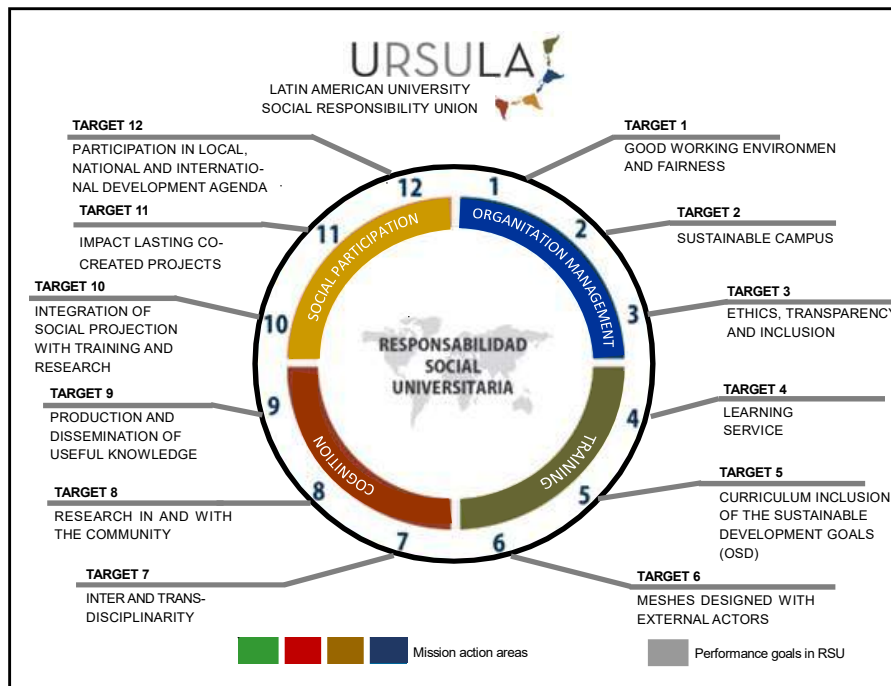 URSULA
LATIN AMERICAN UNIVERSITY
SOCIAL RESPONSIBILITY UNION
TARGET 12
PARTICIPATION IN LOCAL,
NATIONAL AND INTERNATIO-
NAL DEVELOPMENT AGENDA
TARGET 11
IMPACT LASTING CO-
CREATED PROJECTS
TARGET 10
INTEGRATION OF
SOCIAL PROJECTION
WITH TRAINING AND
RESEARCH
TARGET 9
PRODUCTION AND
DISSEMINATION OF
USEFUL KNOWLEDGE
TARGET 8
RESEARCH IN AND WITH
THE COMMUNITY
TARGET 7
INTER AND TRANS-
DISCIPLINARITY
12
1
11
2
10
3
9
4
8
5
7
6
SOCIAL PARTICIPATION
ORGANITATION MANAGEMENT
COGNITION
TRAINING
RESPONSABILIDAD
SOCIAL
UNIVERSITARIA
TARGET 1
GOOD WORKING ENVIRONMEN
AND FAIRNESS
TARGET 2
SUSTAINABLE CAMPUS
TARGET 3
ETHICS, TRANSPARENCY
AND INCLUSION
TARGET 4
LEARNING
SERVICE
TARGET 5
CURRICULUM INCLUSION
OF THE SUSTAINABLE
DEVELOPMENT GOALS
(OSD)
TARGET 6
MESHES DESIGNED WITH
EXTERNAL ACTORS
Mission action areas
Performance goals in RSU